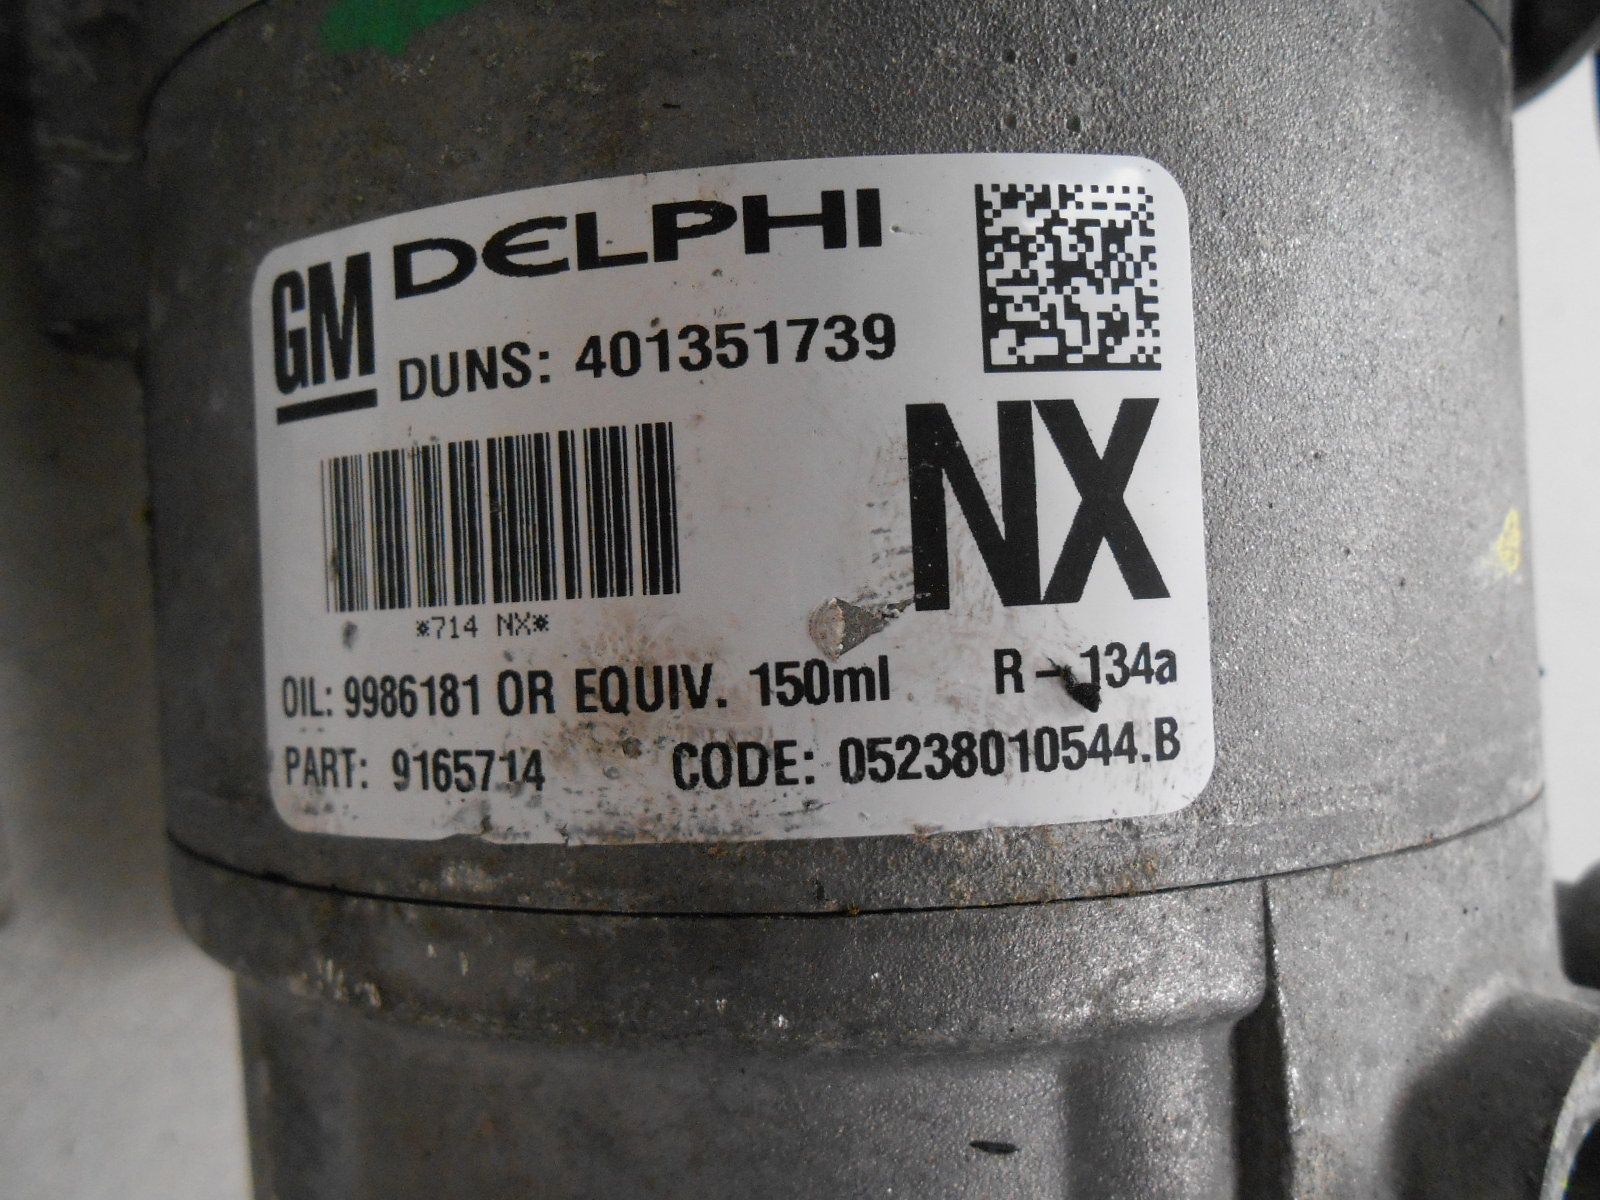 GM DELPHI
DUNS: 401351739
NX
*714 NX*
OIL: 9986181 OR EQUIV. 150ml R-134a
PART: 9165714 CODE: 05238010544.B